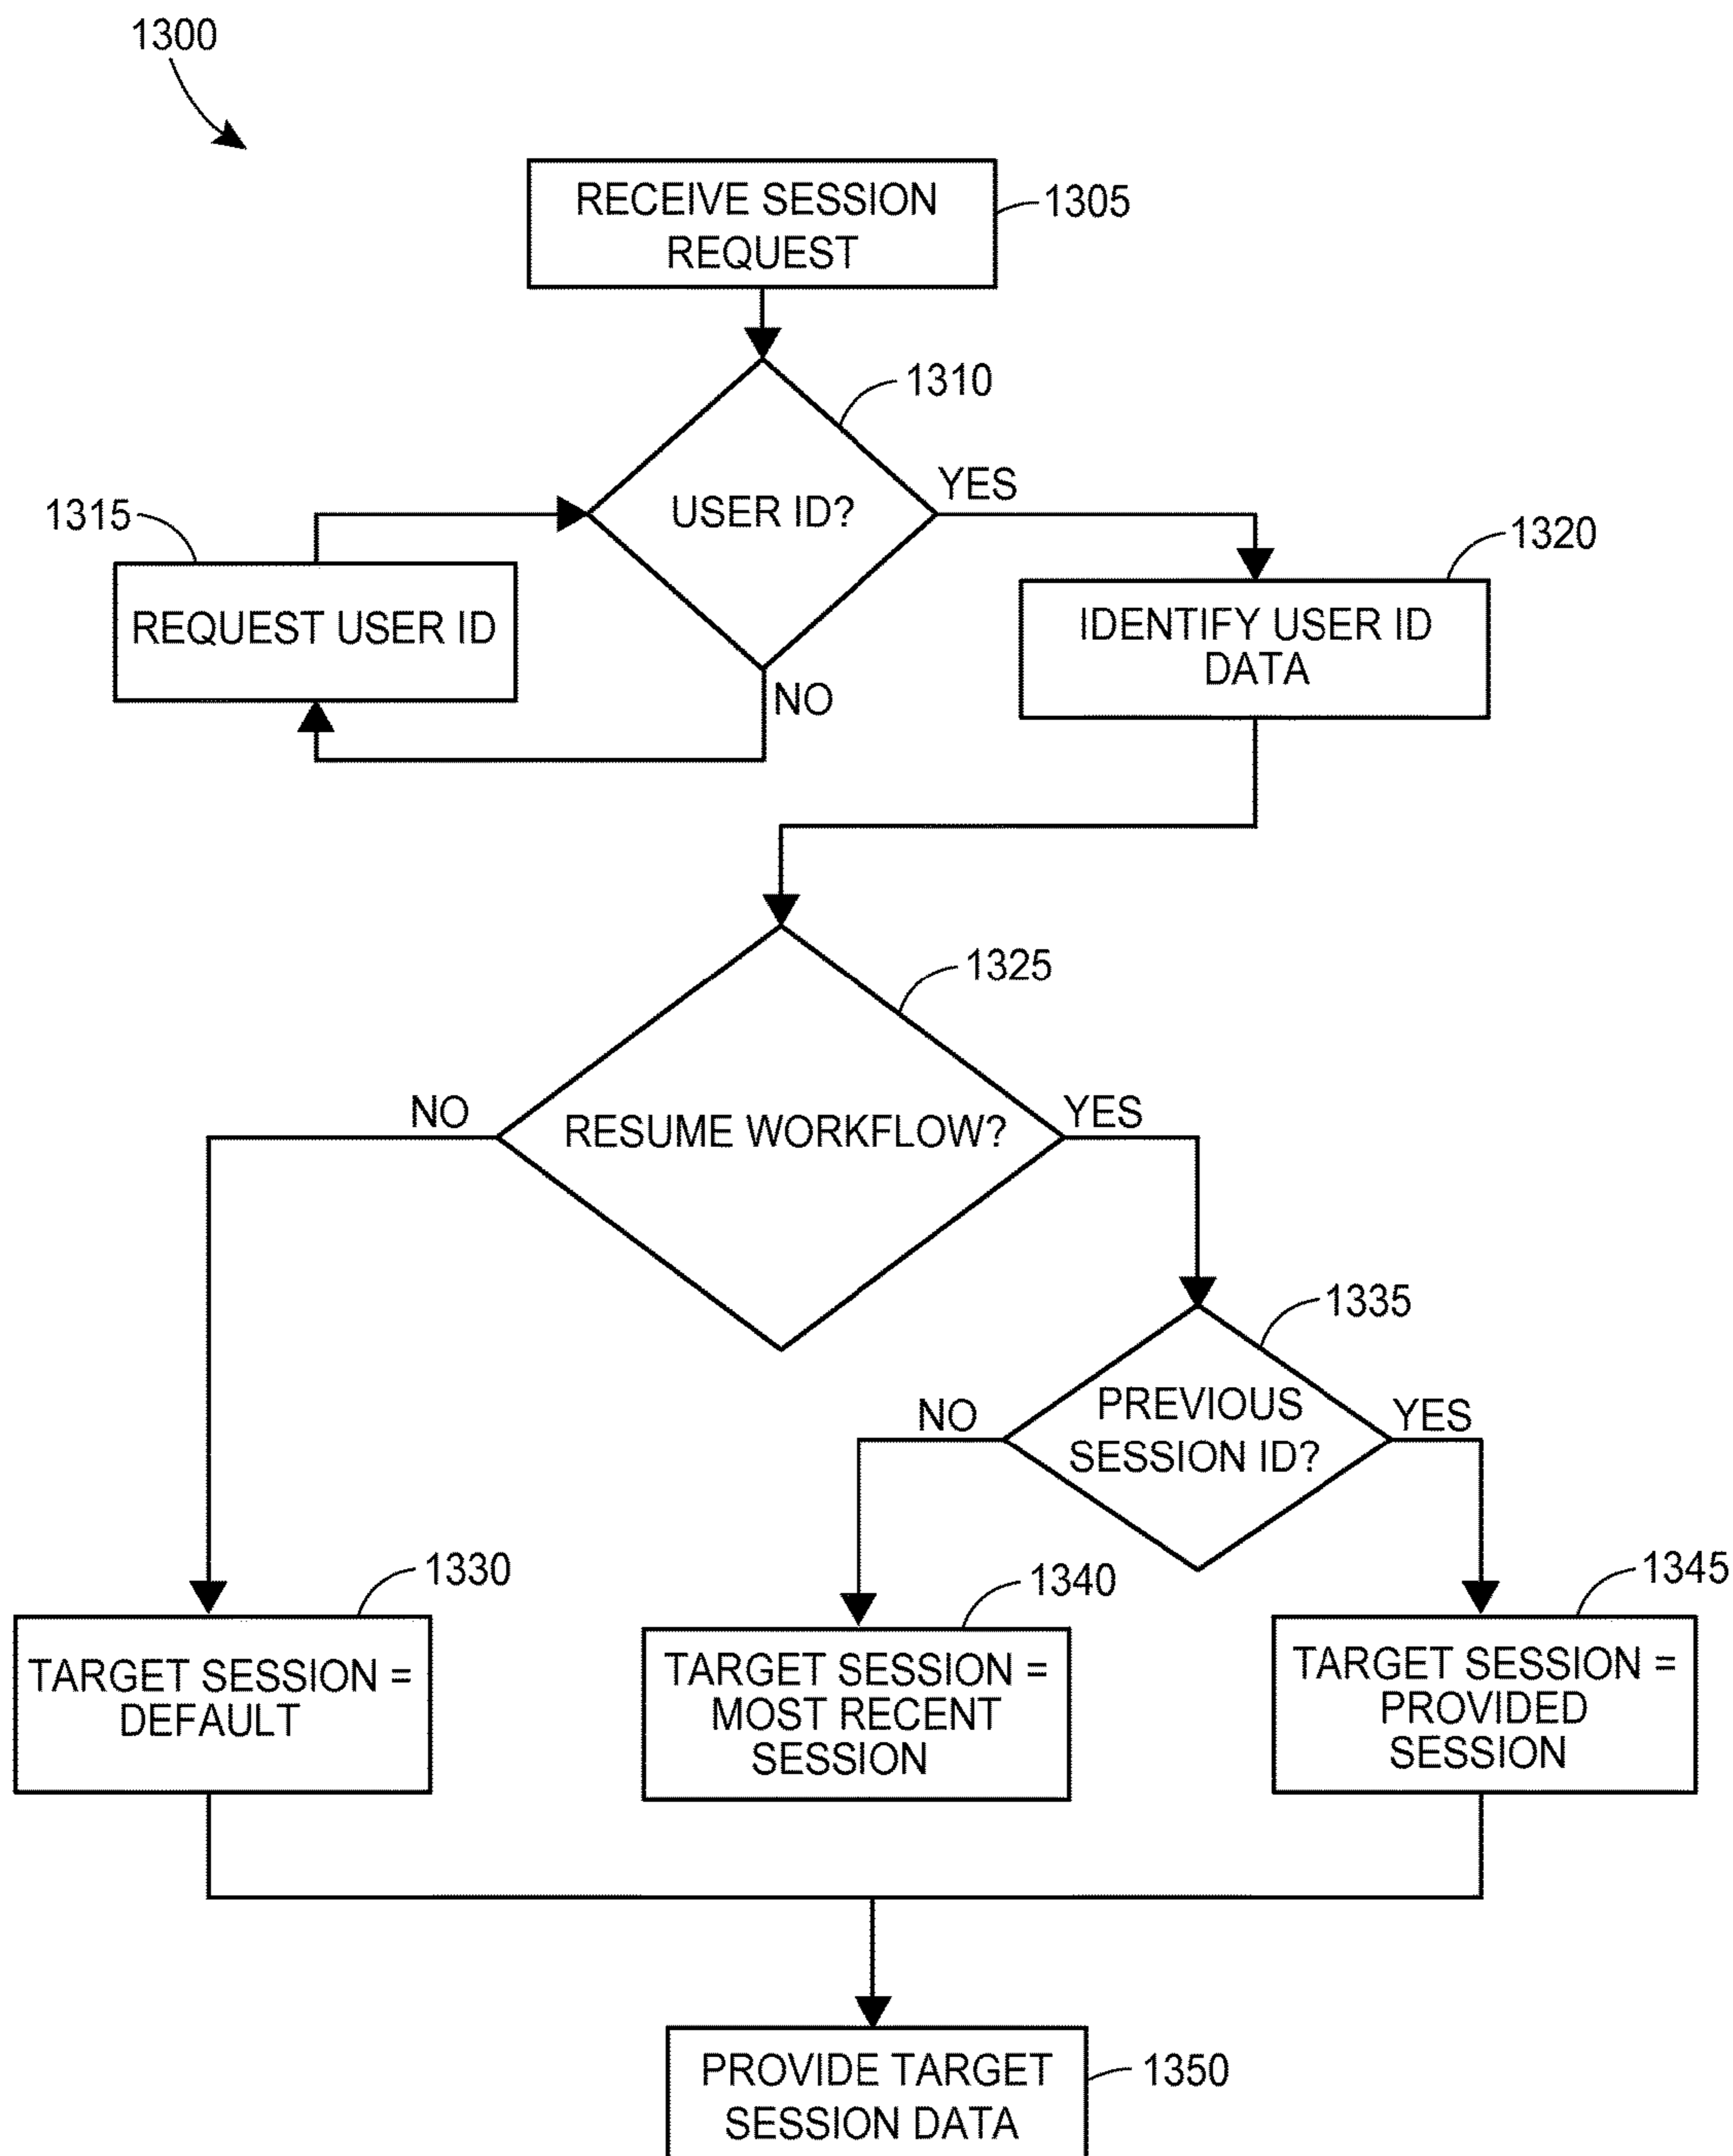 1300
RECEIVE SESSION
REQUEST
1305
1310
USER ID?
YES
NO
1315
REQUEST USER ID
1320
IDENTIFY USER ID
DATA
1325
RESUME WORKFLOW?
NO
YES
1335
PREVIOUS
SESSION ID?
NO
YES
1330
TARGET SESSION =
DEFAULT
1340
TARGET SESSION =
MOST RECENT
SESSION
1345
TARGET SESSION =
PROVIDED
SESSION
PROVIDE TARGET
SESSION DATA
1350